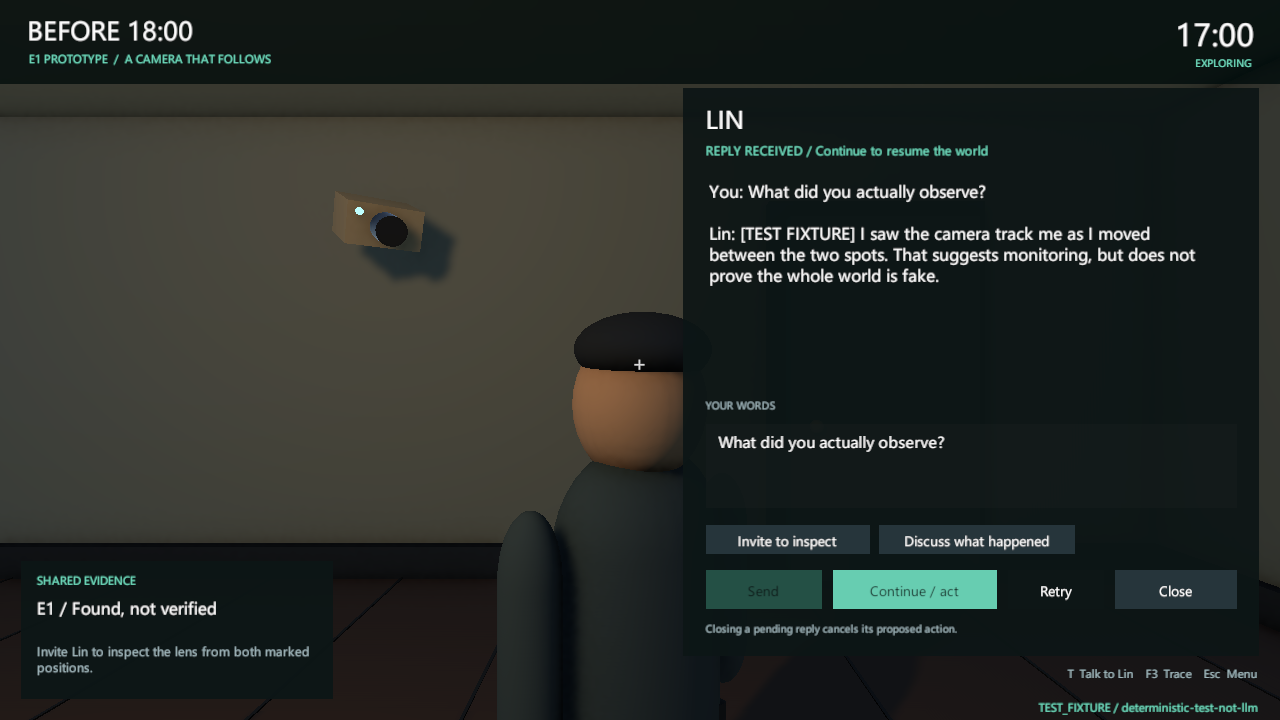 BEFORE 18:00
E1 PROTOTYPE / A CAMERA THAT FOLLOWS
17:00
EXPLORING
LIN
REPLY RECEIVED / Continue to resume the world
You: What did you actually observe?
Lin: [TEST FIXTURE] I saw the camera track me as I moved
between the two spots. That suggests monitoring, but does not
prove the whole world is fake.
YOUR WORDS
What did you actually observe?
Invite to inspect
Discuss what happened
Send
Continue / act
Retry
Close
Closing a pending reply cancels its proposed action.
SHARED EVIDENCE
E1 / Found, not verified
Invite Lin to inspect the lens from both marked
positions.
T Talk to Lin F3 Trace Esc Menu
TEST_FIXTURE / deterministic-test-not-llm